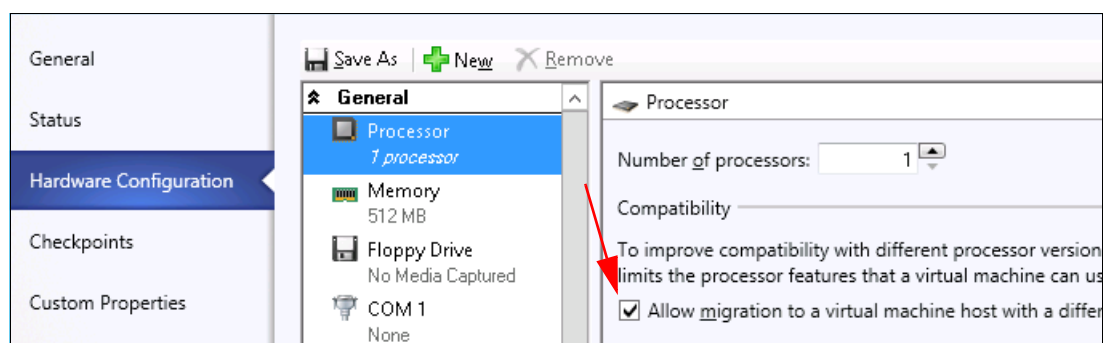 General
Status
Hardware Configuration
Checkpoints
Custom Properties
Save As New Remove
General
Processor
1 processor
Memory
512 MB
Floppy Drive
No Media Captured
COM 1
None
Processor
Number of processors: 1
Compatibility
To improve compatibility with different processor version
limits the processor features that a virtual machine can us
Allow migration to a virtual machine host with a differ